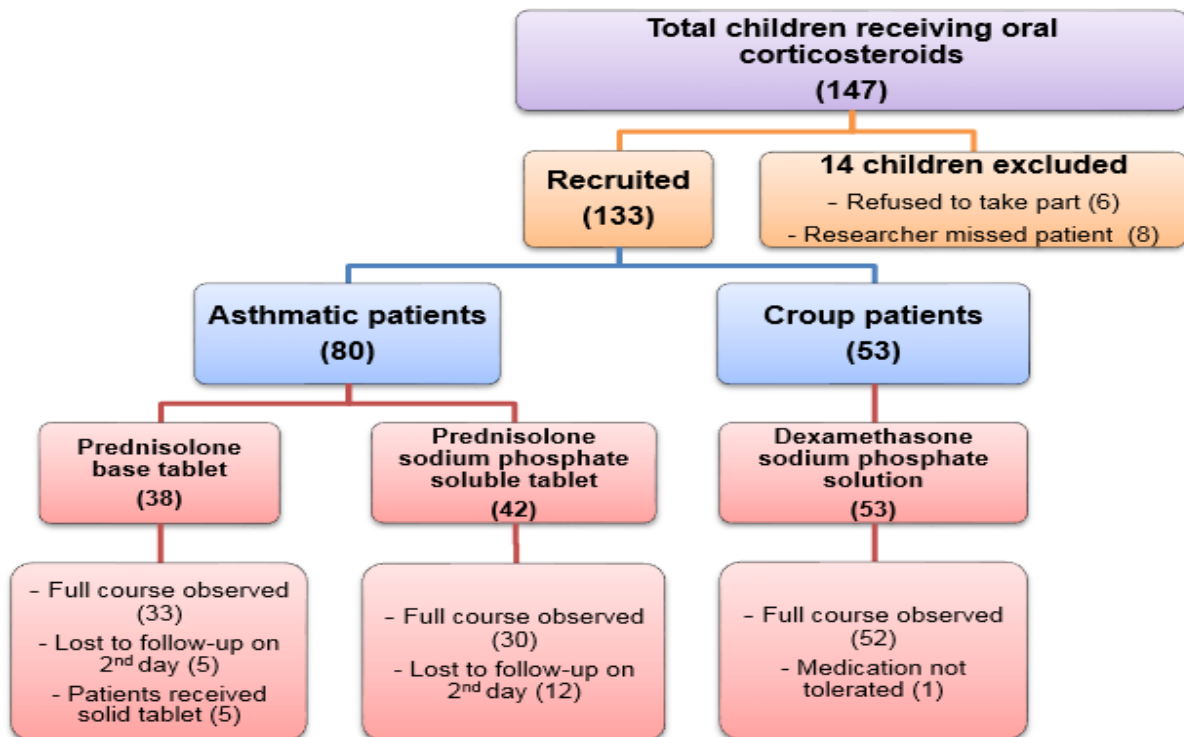 Total children receiving oral
corticosteroids
(147)
Recruited
(133)
14 children excluded
- Refused to take part (6)
- Researcher missed patient (8)
Asthmatic patients
(80)
Croup patients
(53)
Prednisolone
base tablet
(38)
Prednisolone
sodium phosphate
soluble tablet
(42)
Dexamethasone
sodium phosphate
solution
(53)
- Full course observed
(33)
- Lost to follow-up on
2nd day (5)
- Patients received
solid tablet (5)
- Full course observed
(30)
- Lost to follow-up on
2nd day (12)
- Full course observed
(52)
- Medication not
tolerated (1)